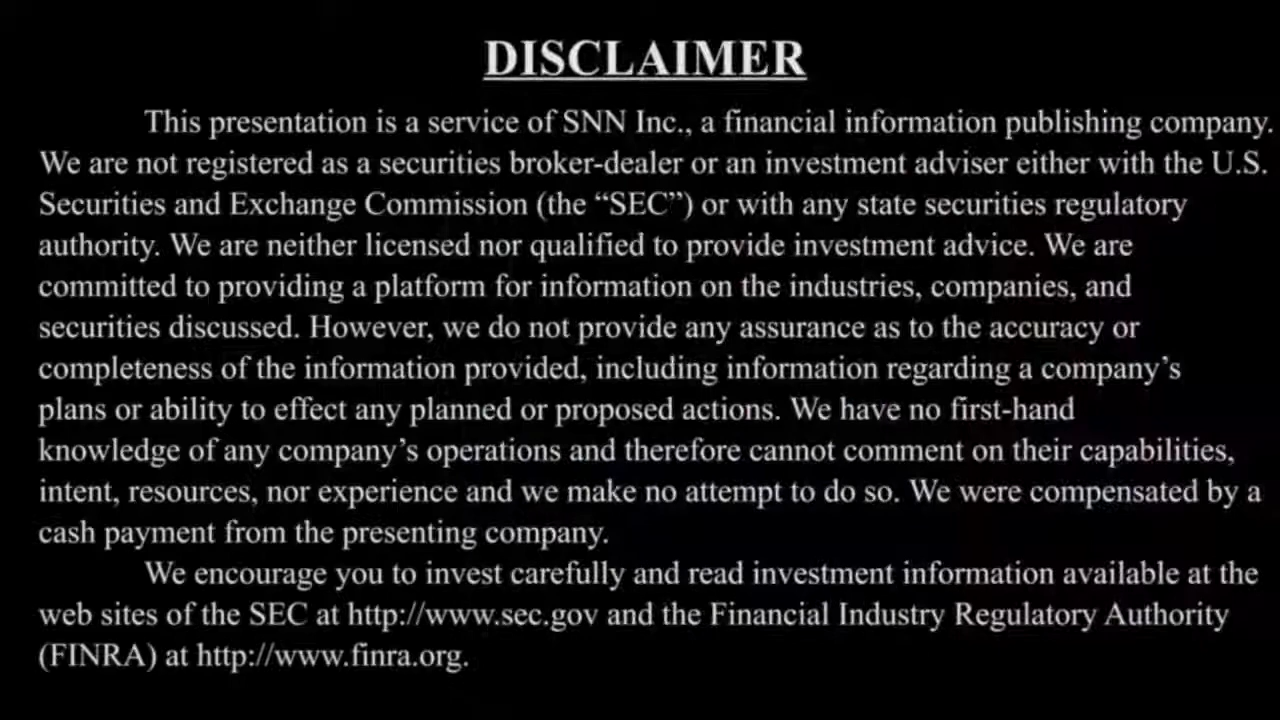 DISCLAIMER
This presentation is a service of SNN Inc., a financial information publishing company.
We are not registered as a securities broker-dealer or an investment adviser either with the U.S.
Securities and Exchange Commission (the “SEC”) or with any state securities regulatory
authority. We are neither licensed nor qualified to provide investment advice. We are
committed to providing a platform for information on the industries, companies, and
securities discussed. However, we do not provide any assurance as to the accuracy or
completeness of the information provided, including information regarding a company’s
plans or ability to effect any planned or proposed actions. We have no first-hand
knowledge of any company’s operations and therefore cannot comment on their capabilities,
intent, resources, nor experience and we make no attempt to do so. We were compensated by a
cash payment from the presenting company.
We encourage you to invest carefully and read investment information available at the
web sites of the SEC at http://www.sec.gov and the Financial Industry Regulatory Authority
(FINRA) at http://www.finra.org.